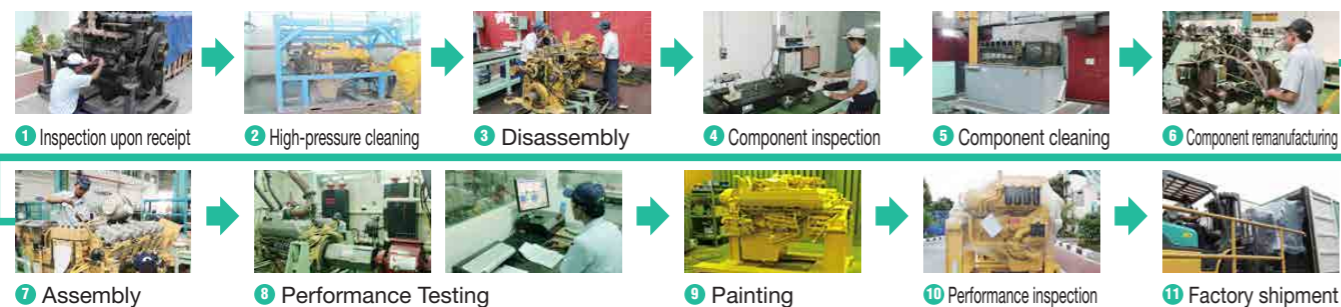 1 Inspection upon receipt
2 High-pressure cleaning
3 Disassembly
4 Component inspection
5 Component cleaning
6 Component remanufacturing
7 Assembly
8 Performance Testing
9 Painting
10 Performance inspection
11 Factory shipment